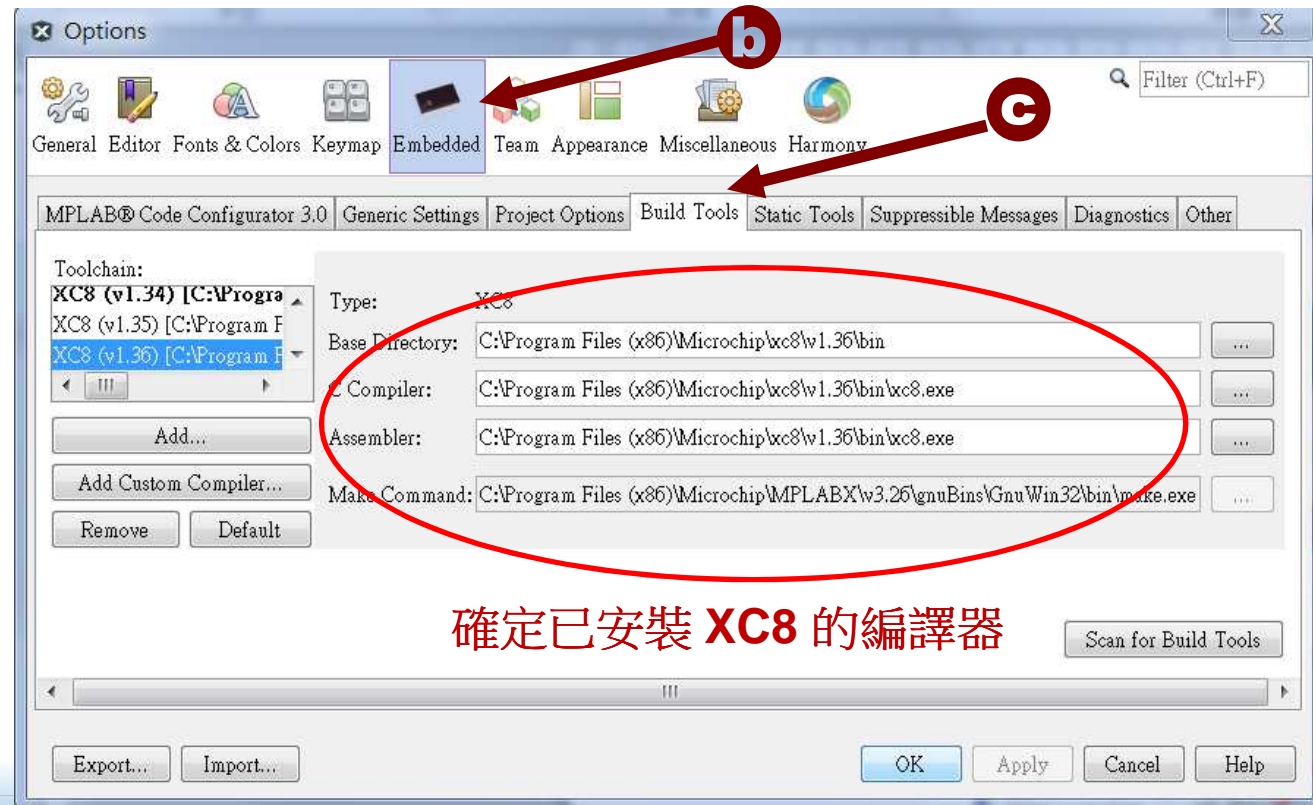 Options
b
Filter (Ctrl+F)
C
General Editor Fonts & Colors Keymap Embedded Team Appearance Miscellaneous Harmony
MPLAB® Code Configurator 3.0 Generic Settings Project Options Build Tools Static Tools Suppressible Messages Diagnostics Other
Toolchain:
XC8 (v1.34) [C:\Progra
XC8 (v1.35) [C:\Program F
XC8 (v1.36) [C:\Program F
Type: XC8
Base Directory: C:\Program Files (x86)\Microchip\xc8\v1.36\bin ...
C Compiler: C:\Program Files (x86)\Microchip\xc8\v1.36\bin\xc8.exe ...
Assembler: C:\Program Files (x86)\Microchip\xc8\v1.36\bin\xc8.exe ...
Make Command: C:\Program Files (x86)\Microchip\MPLABX\v3.26\gnuBins\GnuWin32\bin\make.exe ...
Add...
Add Custom Compiler...
Remove Default
確定已安裝 XC8 的編譯器
Scan for Build Tools
Export... Import... OK Apply Cancel Help